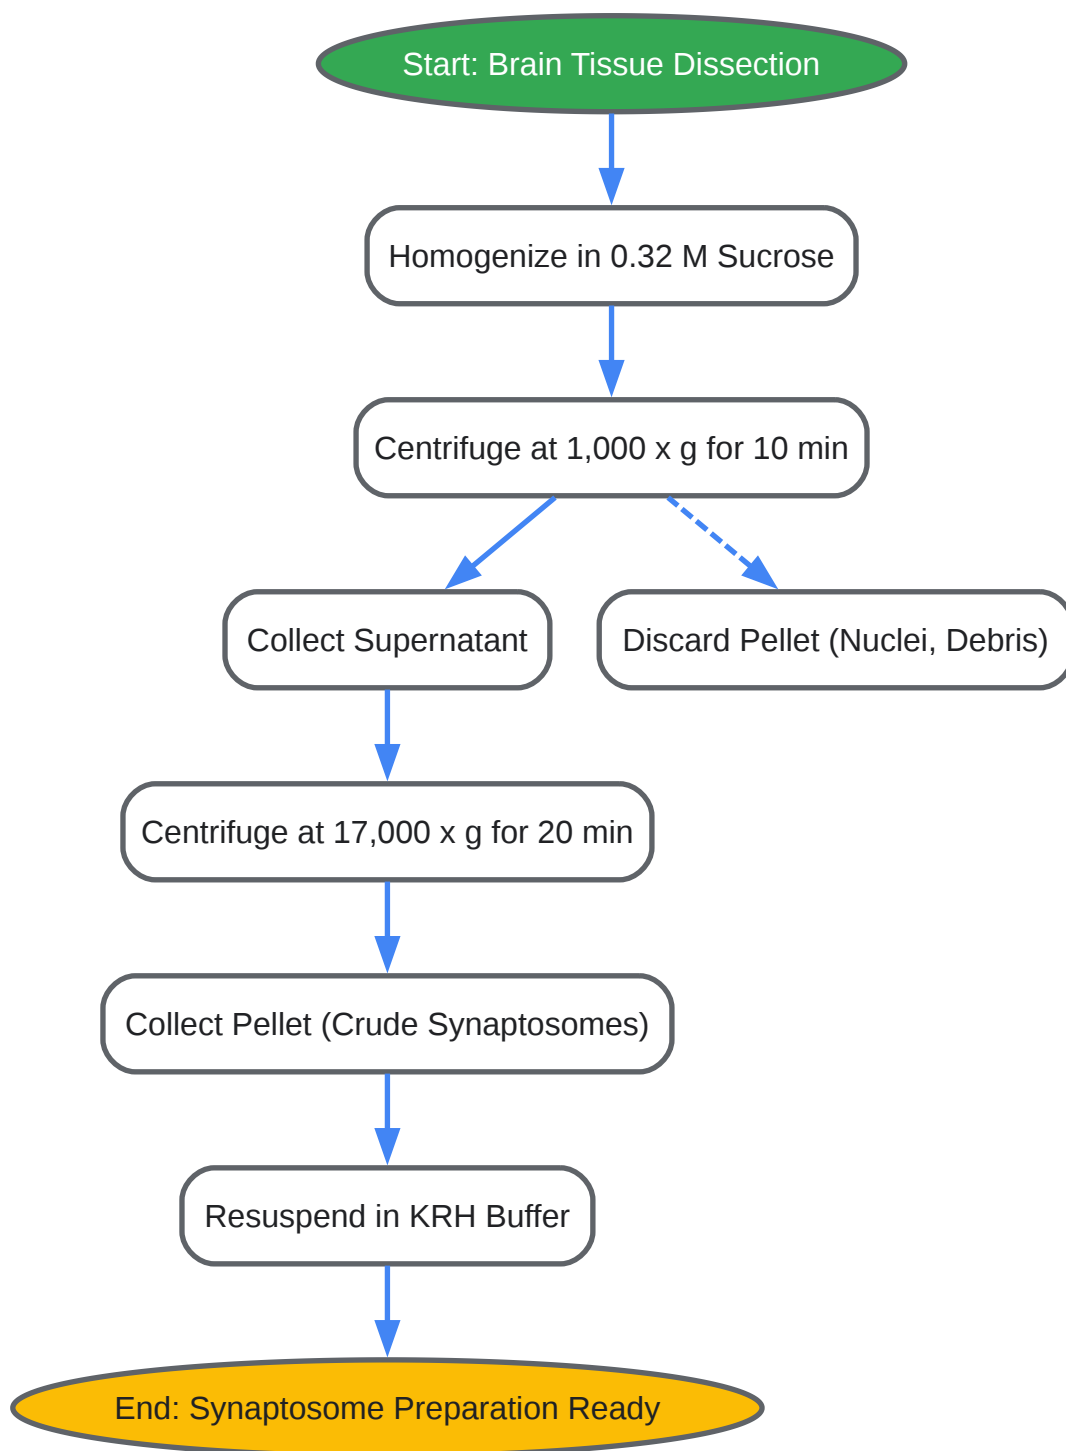 Start: Brain Tissue Dissection
Homogenize in 0.32 M Sucrose
Centrifuge at 1,000 x g for 10 min
Collect Supernatant
Discard Pellet (Nuclei, Debris)
Centrifuge at 17,000 x g for 20 min
Collect Pellet (Crude Synaptosomes)
Resuspend in KRH Buffer
End: Synaptosome Preparation Ready